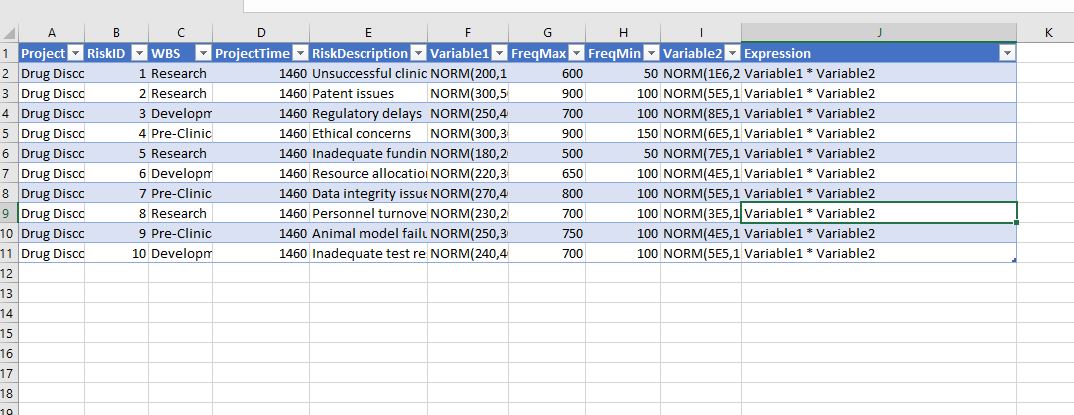 A B C D E F G H I J K
1 Project RiskID WBS ProjectTime RiskDescription Variable1 FreqMax FreqMin Variable2 Expression
2 Drug Disco 1 Research 1460 Unsuccessful clinic NORM(200,1 600 50 NORM(1E6,2 Variable1 * Variable2
3 Drug Disco 2 Research 1460 Patent issues NORM(300,5 900 100 NORM(5E5,1 Variable1 * Variable2
4 Drug Disco 3 Developm 1460 Regulatory delays NORM(250,4 700 100 NORM(8E5,1 Variable1 * Variable2
5 Drug Disco 4 Pre-Clinic 1460 Ethical concerns NORM(300,3 900 150 NORM(6E5,1 Variable1 * Variable2
6 Drug Disco 5 Research 1460 Inadequate fundin NORM(180,2 500 50 NORM(7E5,1 Variable1 * Variable2
7 Drug Disco 6 Developm 1460 Resource allocatio NORM(220,3 650 100 NORM(4E5,1 Variable1 * Variable2
8 Drug Disco 7 Pre-Clinic 1460 Data integrity issue NORM(270,4 800 100 NORM(5E5,1 Variable1 * Variable2
9 Drug Disco 8 Research 1460 Personnel turnove NORM(230,2 700 100 NORM(3E5,1 Variable1 * Variable2
10 Drug Disco 9 Pre-Clinic 1460 Animal model failu NORM(250,3 750 100 NORM(4E5,1 Variable1 * Variable2
11 Drug Disco 10 Developm 1460 Inadequate test re NORM(240,4 700 100 NORM(5E5,1 Variable1 * Variable2
12
13
14
15
16
17
18
19